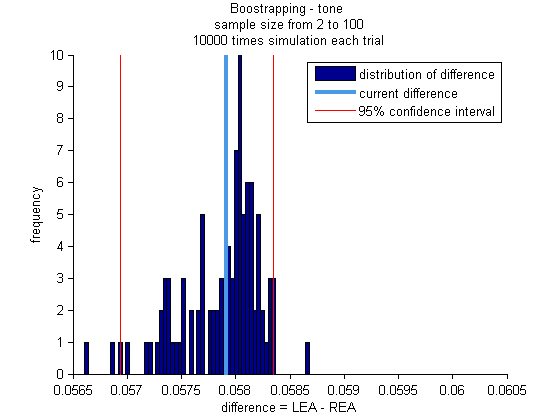 Boostrapping - tone
sample size from 2 to 100
10000 times simulation each trial
distribution of difference
current difference
95% confidence interval
frequency
10
9
8
7
6
5
4
3
2
1
0
0.0565 0.057 0.0575 0.058 0.0585 0.059 0.0595 0.06 0.0605
difference = LEA - REA